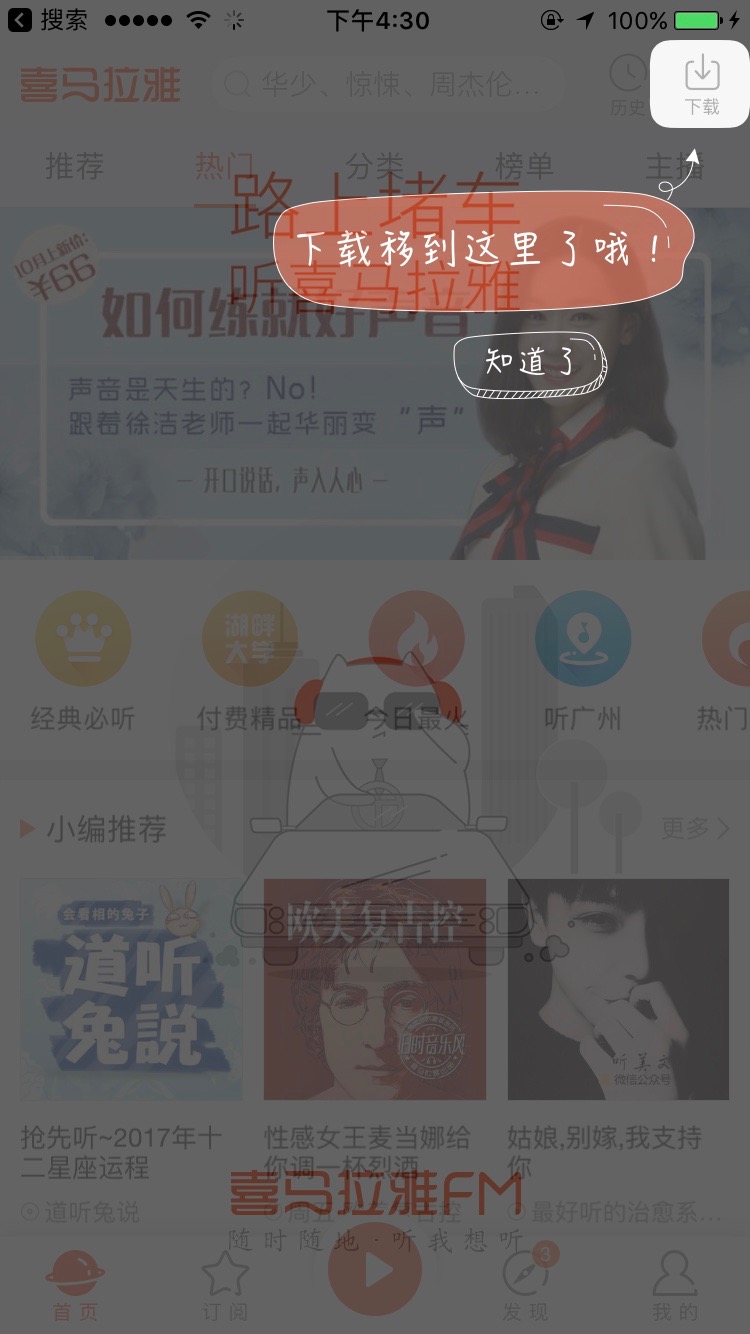 搜索
下午4:30
100%
喜马拉雅
华少、惊悚、周杰伦...
历史
下载
推荐
热门
分类
榜单
主播
一路上堵车
听喜马拉雅
下载移到这里了哦！
知道了
10月上新价:
¥66
如何练就好声音
声音是天生的？No!
跟着徐洁老师一起华丽变“声”
— 开口说话，声入人心 —
湖畔
大学
经典必听
付费精品
今日最火
听广州
热门
小编推荐
更多
会看相的兔子
道听
兔説
欧美复古控
旧时音乐风
听美文
微信公众号
抢先听~2017年十
二星座运程
性感女王麦当娜给
你调一杯烈酒
姑娘,别嫁,我支持
你
道听兔说
最好听的治愈系...
喜马拉雅FM
随时随地·听我想听
首页
订阅
发现
3
我的